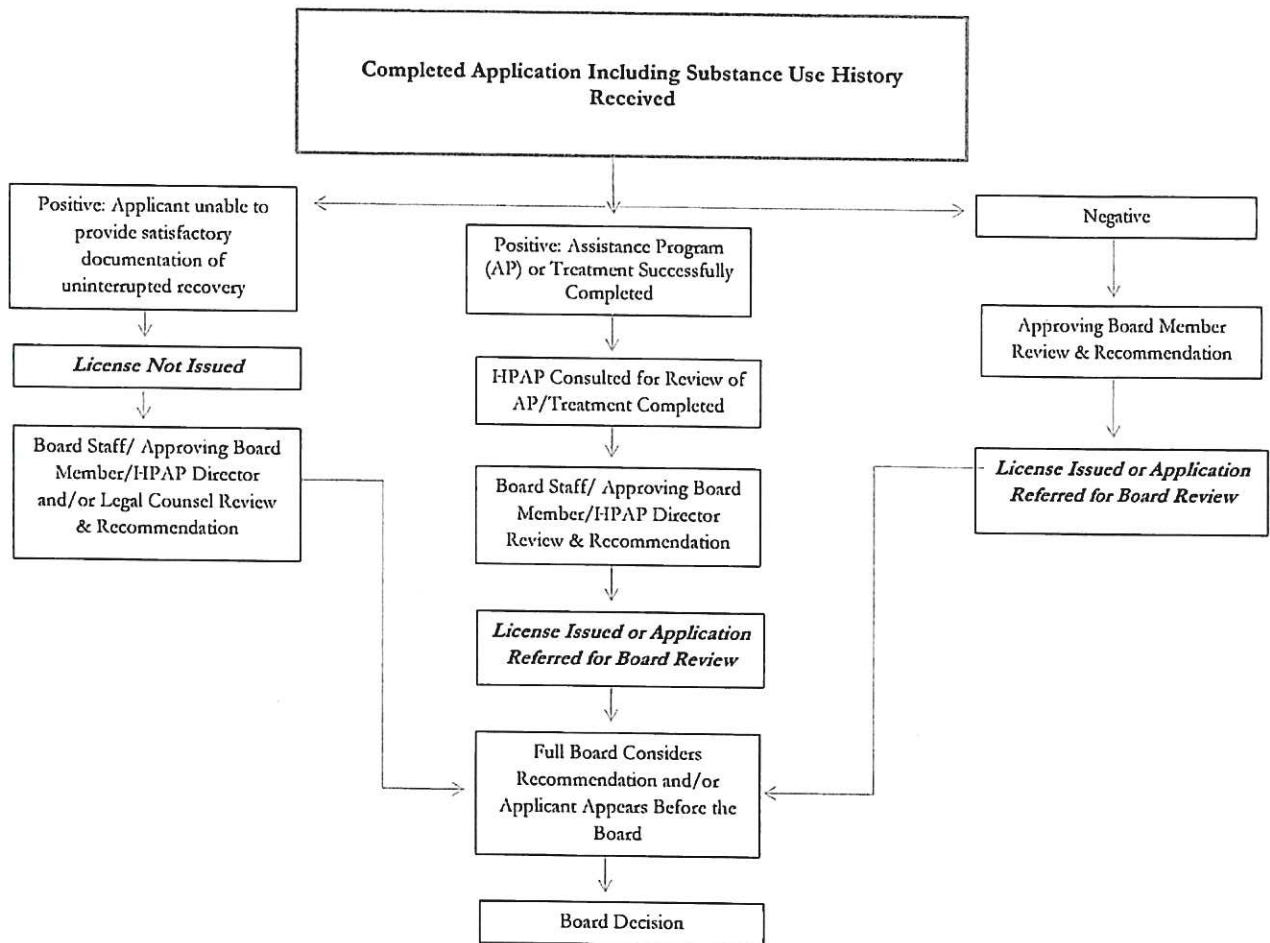 Completed Application Including Substance Use History
Received
Positive: Applicant unable to
provide satisfactory
documentation of
uninterrupted recovery
License Not Issued
Board Staff/ Approving Board
Member/HPAP Director
and/or Legal Counsel Review
& Recommendation
Positive: Assistance Program
(AP) or Treatment Successfully
Completed
HPAP Consulted for Review of
AP/Treatment Completed
Board Staff/ Approving Board
Member/HPAP Director
Review & Recommendation
License Issued or Application
Referred for Board Review
Full Board Considers
Recommendation and/or
Applicant Appears Before the
Board
Board Decision
Negative
Approving Board Member
Review & Recommendation
License Issued or Application
Referred for Board Review